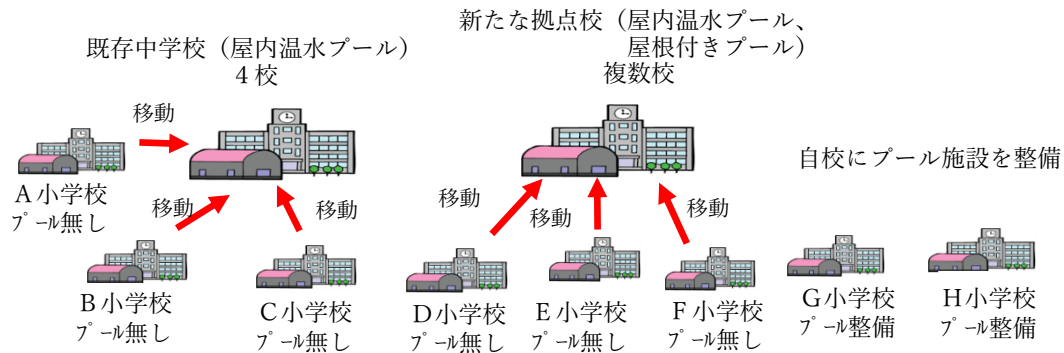 既存中学校（屋内温水プール）
４校
新たな拠点校（屋内温水プール、
屋根付きプール）
複数校
自校にプール施設を整備
移動
移動
移動
移動
移動
移動
Ａ小学校
ﾌﾟｰﾙ無し
Ｂ小学校
ﾌﾟｰﾙ無し
Ｃ小学校
ﾌﾟｰﾙ無し
Ｄ小学校
ﾌﾟｰﾙ無し
Ｅ小学校
ﾌﾟｰﾙ無し
Ｆ小学校
ﾌﾟｰﾙ無し
Ｇ小学校
ﾌﾟｰﾙ整備
Ｈ小学校
ﾌﾟｰﾙ整備